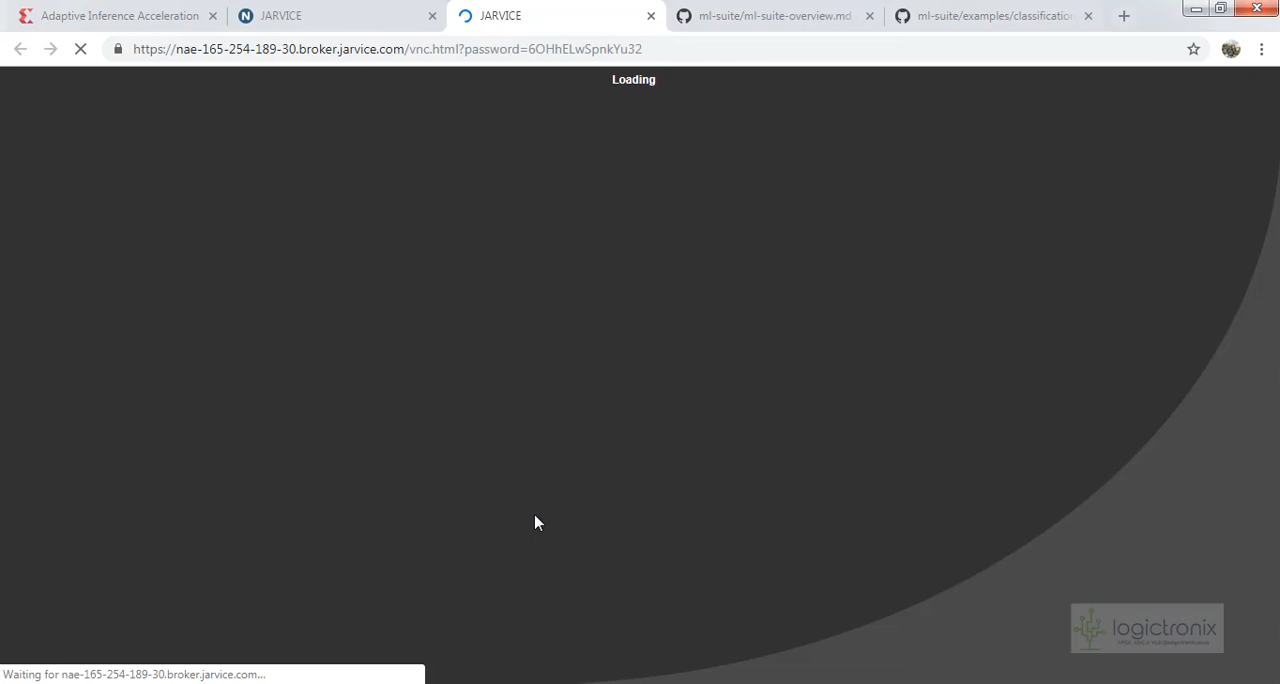 Adaptive Inference Acceleration
JARVICE
JARVICE
ml-suite/ml-suite-overview.md
ml-suite/examples/classification
https://nae-165-254-189-30.broker.jarvice.com/vnc.html?password=6OHhELwSpnkYu32
Loading
logictronix
Waiting for nae-165-254-189-30.broker.jarvice.com...